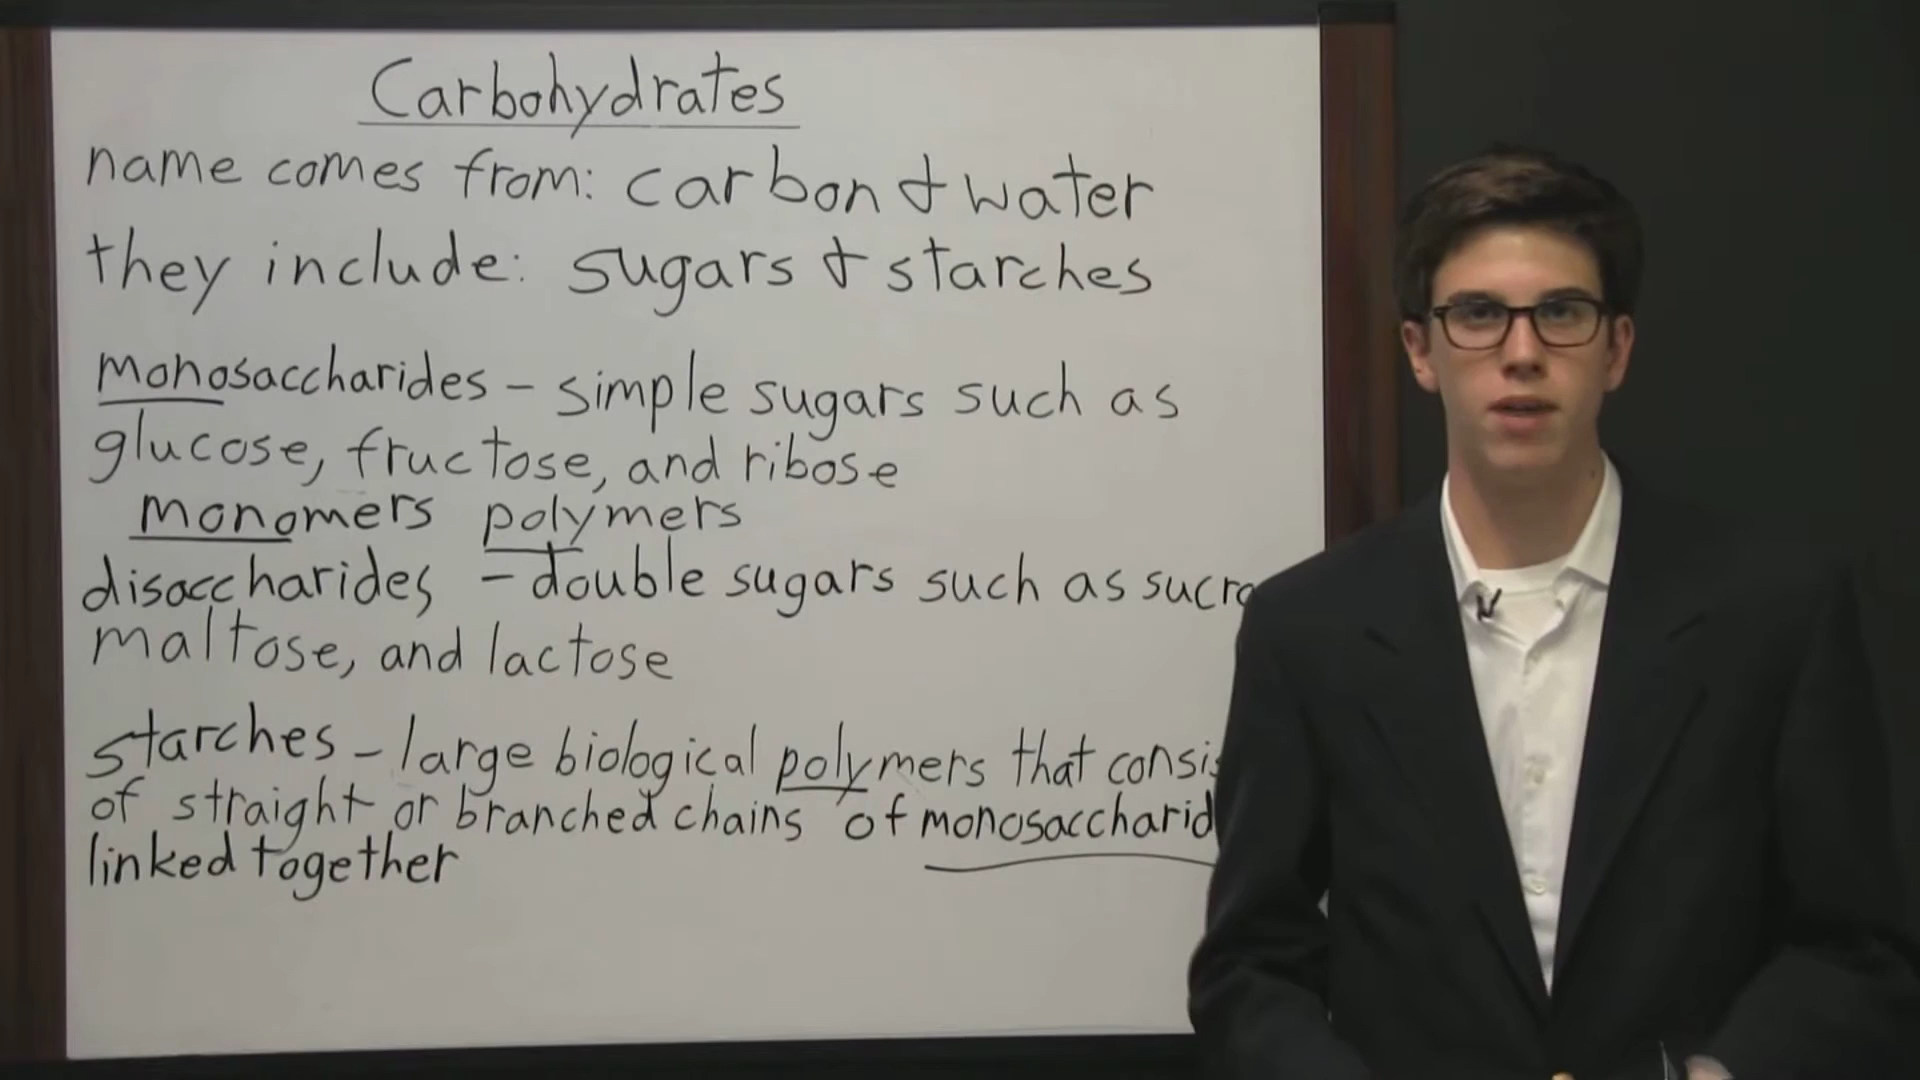 Carbohydrates
name comes from: carbon & water
they include: sugars & starches
monosaccharides - simple sugars such as
glucose, fructose, and ribose
monomers polymers
disaccharides - double sugars such as
maltose, and lactose
starches - large biological polymers that
of straight or branched chains of
linked together